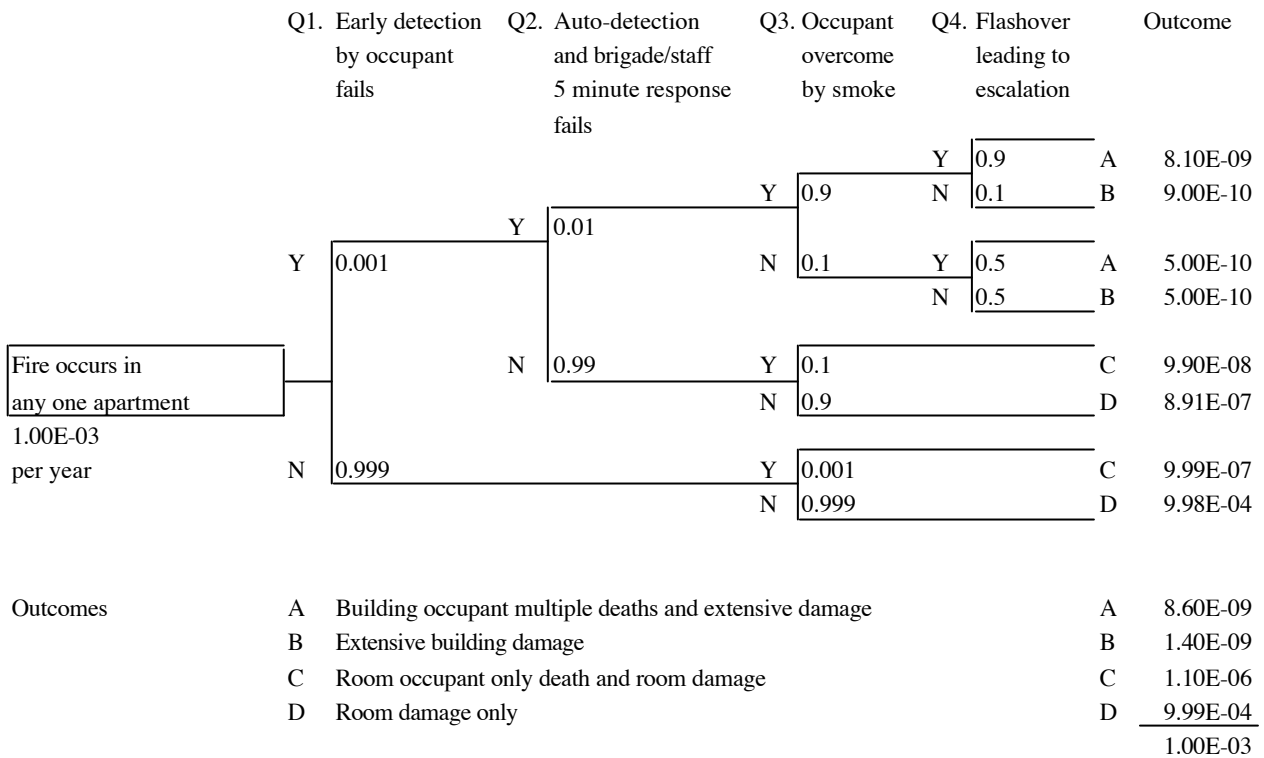 Q1. Early detection Q2. Auto-detection Q3. Occupant Q4. Flashover Outcome
by occupant and brigade/staff overcome leading to
fails 5 minute response by smoke escalation
fails
Y 0.9 A 8.10E-09
Y 0.9 N 0.1 B 9.00E-10
Y 0.01
Y 0.001 N 0.1 Y 0.5 A 5.00E-10
N 0.5 B 5.00E-10
Fire occurs in N 0.99 Y 0.1 C 9.90E-08
any one apartment N 0.9 D 8.91E-07
1.00E-03
per year N 0.999 Y 0.001 C 9.99E-07
N 0.999 D 9.98E-04
Outcomes A Building occupant multiple deaths and extensive damage A 8.60E-09
B Extensive building damage B 1.40E-09
C Room occupant only death and room damage C 1.10E-06
D Room damage only D 9.99E-04
1.00E-03